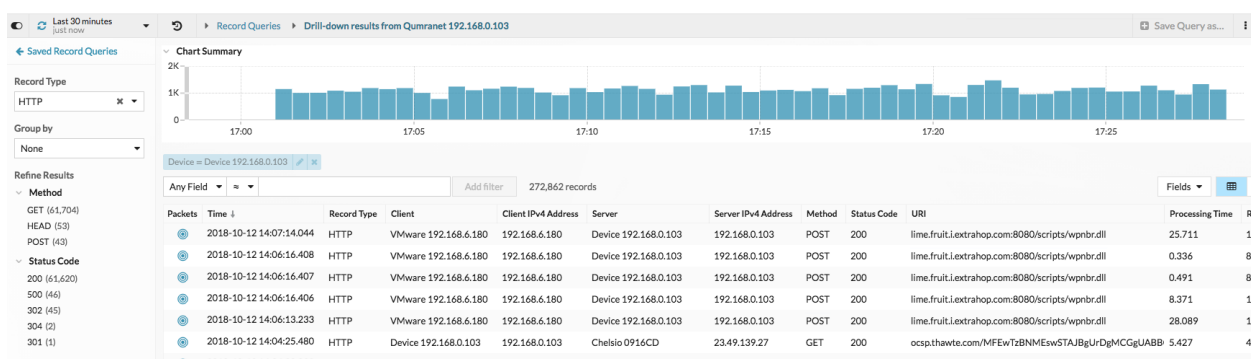 Last 30 minutes
just now
Record Queries Drill-down results from Qumranet 192.168.0.103
Save Query as...
Saved Record Queries
Record Type
HTTP
Group by
None
Refine Results
Method
GET (61,704)
HEAD (53)
POST (43)
Status Code
200 (61,620)
500 (46)
302 (45)
304 (2)
301 (1)
Chart Summary
2K
1K
0
17:00 17:05 17:10 17:15 17:20 17:25
Device = Device 192.168.0.103
Any Field ≈ Add filter 272,862 records Fields
Packets Time ↓ Record Type Client Client IPv4 Address Server Server IPv4 Address Method Status Code URI Processing Time R
2018-10-12 14:07:14.044 HTTP VMware 192.168.6.180 192.168.6.180 Device 192.168.0.103 192.168.0.103 POST 200 lime.fruit.i.extrahop.com:8080/scripts/wpnbr.dll 25.711 1
2018-10-12 14:06:16.408 HTTP VMware 192.168.6.180 192.168.6.180 Device 192.168.0.103 192.168.0.103 POST 200 lime.fruit.i.extrahop.com:8080/scripts/wpnbr.dll 0.336 8
2018-10-12 14:06:16.407 HTTP VMware 192.168.6.180 192.168.6.180 Device 192.168.0.103 192.168.0.103 POST 200 lime.fruit.i.extrahop.com:8080/scripts/wpnbr.dll 0.491 8
2018-10-12 14:06:16.406 HTTP VMware 192.168.6.180 192.168.6.180 Device 192.168.0.103 192.168.0.103 POST 200 lime.fruit.i.extrahop.com:8080/scripts/wpnbr.dll 8.371 1
2018-10-12 14:06:13.233 HTTP VMware 192.168.6.180 192.168.6.180 Device 192.168.0.103 192.168.0.103 POST 200 lime.fruit.i.extrahop.com:8080/scripts/wpnbr.dll 28.089 1
2018-10-12 14:04:25.480 HTTP Device 192.168.0.103 192.168.0.103 Chelsio 0916CD 23.49.139.27 GET 200 ocsp.thawte.com/MFEwTzBNMEswSTAJBgUrDgMCGgUABB 5.427 4